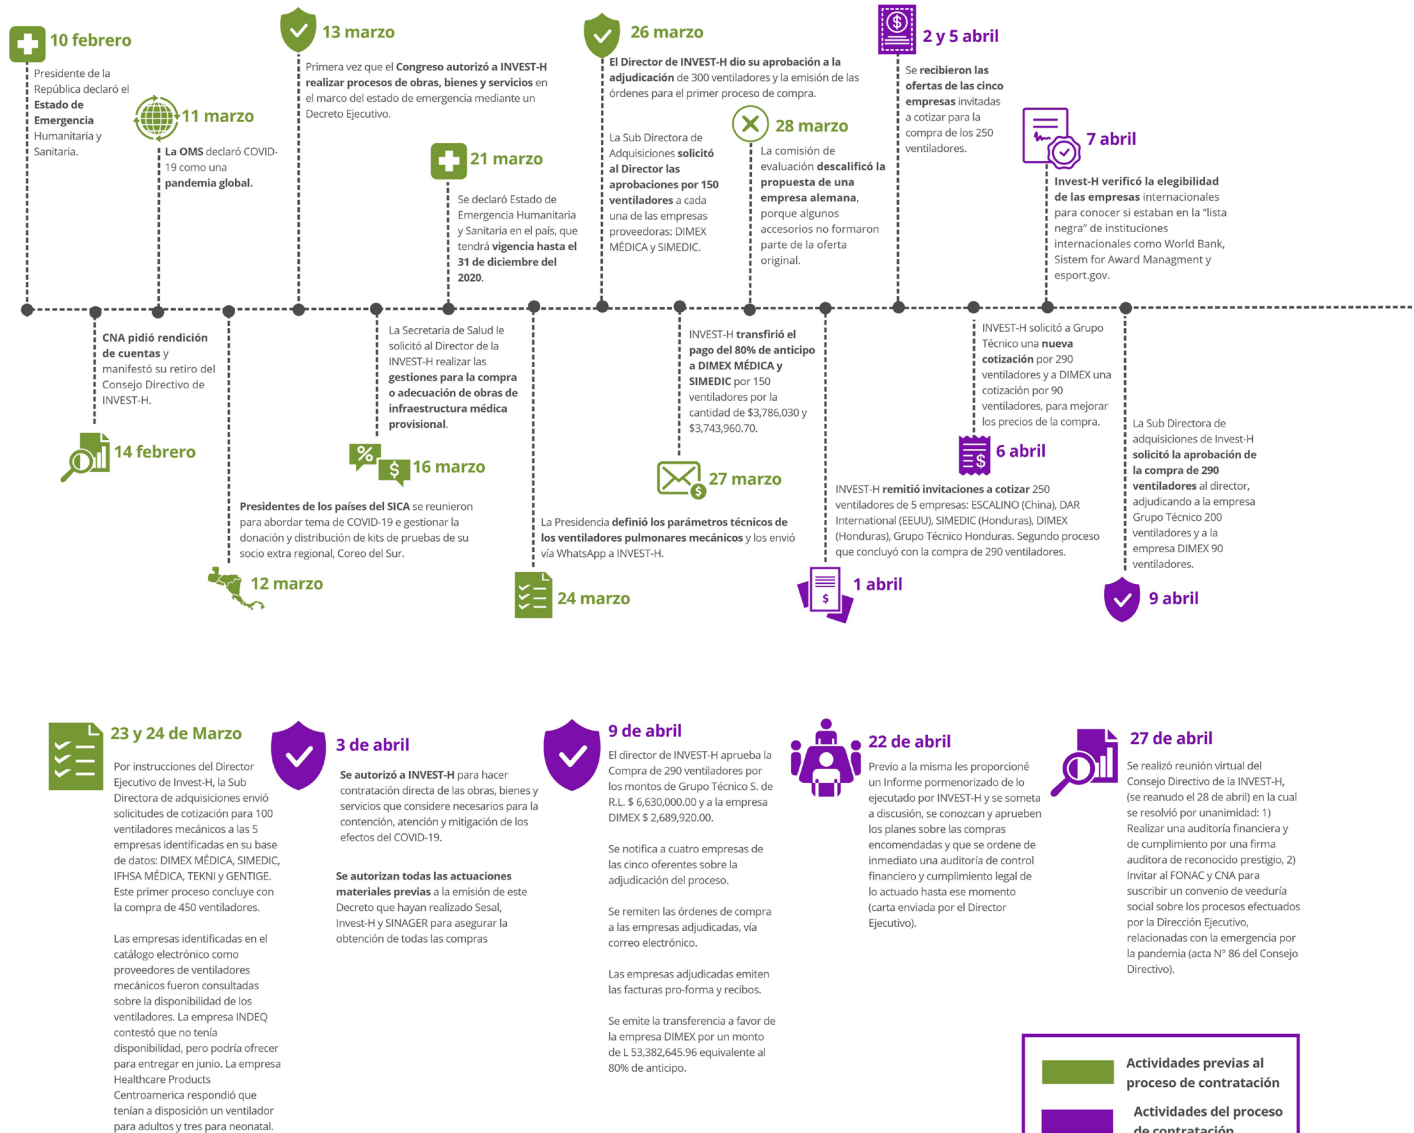 10 febrero
Presidente de la
República declaró el
Estado de
Emergencia
Humanitaria y
Sanitaria.
11 marzo
La OMS declaró COVID-
19 como una
pandemia global.
13 marzo
Primera vez que el Congreso autorizó a INVEST-H
realizar procesos de obras, bienes y servicios en
el marco del estado de emergencia mediante un
Decreto Ejecutivo.
21 marzo
Se declaró Estado de
Emergencia Humanitaria
y Sanitaria en el país, que
tendrá vigencia hasta el
31 de diciembre del
2020.
26 marzo
El Director de INVEST-H dio su aprobación a la
adjudicación de 300 ventiladores y la emisión de las
órdenes para el primer proceso de compra.
La Sub Directora de
Adquisiciones solicitó
al Director las
aprobaciones por 150
ventiladores a cada
una de las empresas
proveedoras: DIMEX
MÉDICA y SIMEDIC.
28 marzo
La comisión de
evaluación descalificó la
propuesta de una
empresa alemana,
porque algunos
accesorios no formaron
parte de la oferta
original.
2 y 5 abril
Se recibieron las
ofertas de las cinco
empresas invitadas
a cotizar para la
compra de los 250
ventiladores.
7 abril
Invest-H verificó la elegibilidad
de las empresas internacionales
para conocer si estaban en la "lista
negra" de instituciones
internacionales como World Bank,
Sistem for Award Managment y
esport.gov.
CNA pidió rendición
de cuentas y
manifestó su retiro del
Consejo Directivo de
INVEST-H.
14 febrero
Presidentes de los países del SICA se reunieron
para abordar tema de COVID-19 e gestionar la
donación y distribución de kits de pruebas de su
socio extra regional, Coreo del Sur.
12 marzo
La Secretaria de Salud le
solicitó al Director de la
INVEST-H realizar las
gestiones para la compra
o adecuación de obras de
infraestructura médica
provisional.
16 marzo
La Presidencia definió los parámetros técnicos de
los ventiladores pulmonares mecánicos y los envió
vía WhatsApp a INVEST-H.
24 marzo
INVEST-H transfirió el
pago del 80% de anticipo
a DIMEX MÉDICA y
SIMEDIC por 150
ventiladores por la
cantidad de $3,786,030 y
$3,743,960.70.
27 marzo
INVEST-H remitió invitaciones a cotizar 250
ventiladores de 5 empresas: ESCALINO (China), DAR
International (EEUU), SIMEDIC (Honduras), DIMEX
(Honduras), Grupo Técnico Honduras. Segundo proceso
que concluyó con la compra de 290 ventiladores.
1 abril
INVEST-H solicitó a Grupo
Técnico una nueva
cotización por 290
ventiladores y a DIMEX una
cotización por 90
ventiladores, para mejorar
los precios de la compra.
6 abril
La Sub Directora de
adquisiciones de Invest-H
solicitó la aprobación de
la compra de 290
ventiladores al director,
adjudicando a la empresa
Grupo Técnico 200
ventiladores y a la
empresa DIMEX 90
ventiladores.
9 abril
23 y 24 de Marzo
Por instrucciones del Director
Ejecutivo de Invest-H, la Sub
Directora de adquisiciones envió
solicitudes de cotización para 100
ventiladores mecánicos a las 5
empresas identificadas en su base
de datos: DIMEX MÉDICA, SIMEDIC,
IFHSA MÉDICA, TEKNI y GENTIGE.
Este primer proceso concluye con
la compra de 450 ventiladores.
Las empresas identificadas en el
catálogo electrónico como
proveedores de ventiladores
mecánicos fueron consultadas
sobre la disponibilidad de los
ventiladores. La empresa INDEQ
contestó que no tenía
disponibilidad, pero podría ofrecer
para entregar en junio. La empresa
Healthcare Products
Centroamerica respondió que
tenían a disposición un ventilador
para adultos y tres para neonatal.
3 de abril
Se autorizó a INVEST-H para hacer
contratación directa de las obras, bienes y
servicios que considere necesarios para la
contención, atención y mitigación de los
efectos del COVID-19.
Se autorizan todas las actuaciones
materiales previas a la emisión de este
Decreto que hayan realizado Sesal,
Invest-H y SINAGER para asegurar la
obtención de todas las compras
9 de abril
El director de INVEST-H aprueba la
Compra de 290 ventiladores por
los montos de Grupo Técnico S. de
R.L. $ 6,630,000.00 y a la empresa
DIMEX $ 2,689,920.00.
Se notifica a cuatro empresas de
las cinco oferentes sobre la
adjudicación del proceso.
Se remiten las órdenes de compra
a las empresas adjudicadas, vía
correo electrónico.
Las empresas adjudicadas emiten
las facturas pro-forma y recibos.
Se emite la transferencia a favor de
la empresa DIMEX por un monto
de L 53,382,645.96 equivalente al
80% de anticipo.
22 de abril
Previo a la misma les proporcioné
un Informe pormenorizado de lo
ejecutado por INVEST-H y se someta
a discusión, se conozcan y aprueben
los planes sobre las compras
encomendadas y que se ordene de
inmediato una auditoría de control
financiero y cumplimiento legal de
lo actuado hasta ese momento
(carta enviada por el Director
Ejecutivo).
27 de abril
Se realizó reunión virtual del
Consejo Directivo de la INVEST-H,
(se reanudo el 28 de abril) en la cual
se resolvió por unanimidad: 1)
Realizar una auditoría financiera y
de cumplimiento por una firma
auditora de reconocido prestigio, 2)
Invitar al FONAC y CNA para
suscribir un convenio de veeduría
social sobre los procesos efectuados
por la Dirección Ejecutivo,
relacionadas con la emergencia por
la pandemia (acta N° 86 del Consejo
Directivo).
Actividades previas al
proceso de contratación
Actividades del proceso
de contratación